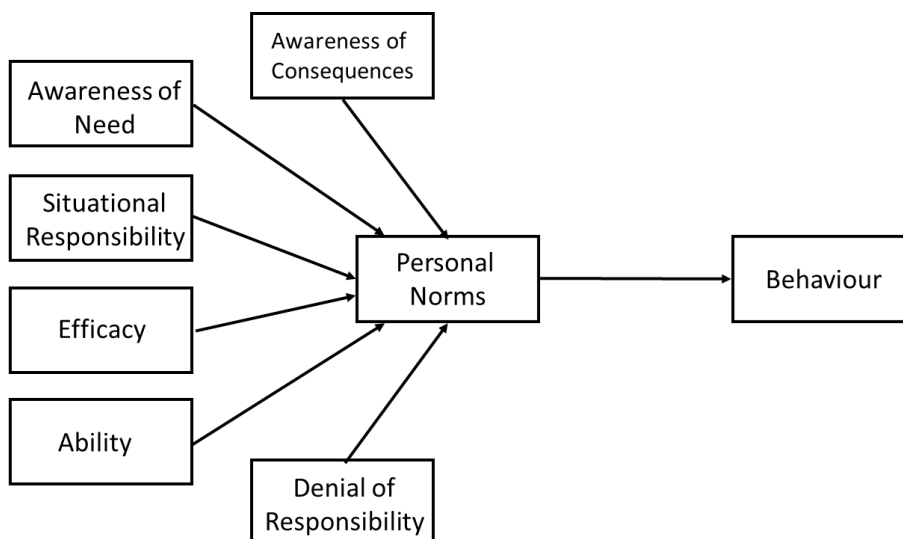 Awareness of
Consequences
Awareness of
Need
Situational
Responsibility
Efficacy
Ability
Personal
Norms
Behaviour
Denial of
Responsibility